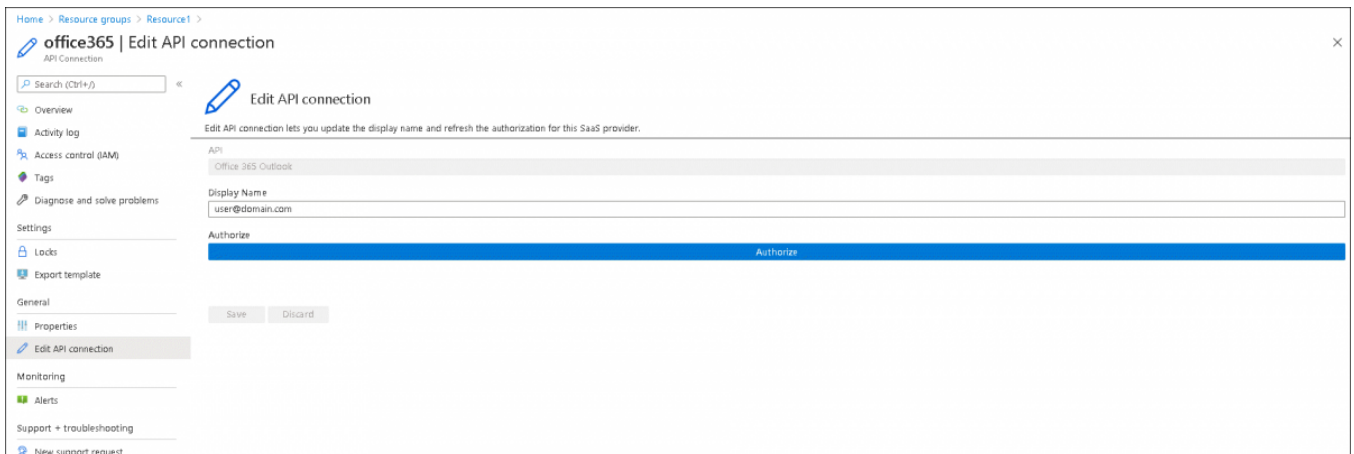 Home > Resource groups > Resource1 >
office365 | Edit API connection
API Connection
Search (Ctrl+/)
«
Overview
Activity log
Access control (IAM)
Tags
Diagnose and solve problems
Settings
Locks
Export template
General
Properties
Edit API connection
Monitoring
Alerts
Support + troubleshooting
New support request
Edit API connection
Edit API connection lets you update the display name and refresh the authorization for this SaaS provider.
API
Office 365 Outlook
Display Name
user@domain.com
Authorize
Authorize
Save Discard